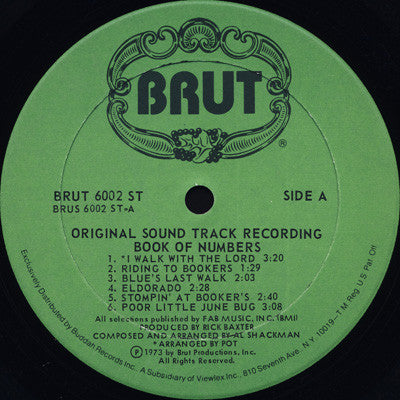 BRUT
®
BRUT 6002 ST
BRUS 6002 ST-A
SIDE A
ORIGINAL SOUND TRACK RECORDING
BOOK OF NUMBERS
1. *I WALK WITH THE LORD 3:20
2. RIDING TO BOOKERS 1:29
3. BLUE'S LAST WALK 2:03
4. ELDORADO 2:28
5. STOMPIN' AT BOOKER'S 2:40
6. POOR LITTLE JUNE BUG 3:08
All selections published by FAB MUSIC, INC. (BMI)
PRODUCED BY RICK BAXTER
COMPOSED AND ARRANGED BY AL SHACKMAN
* ARRANGED BY POT
Ⓟ 1973 by Brut Productions, Inc.
All Rights Reserved
Exclusively Distributed by Buddah Records Inc. A Subsidiary of Viewlex Inc. 810 Seventh Ave. N.Y. 10019 - T.M. Reg. U.S. Pat. Off.